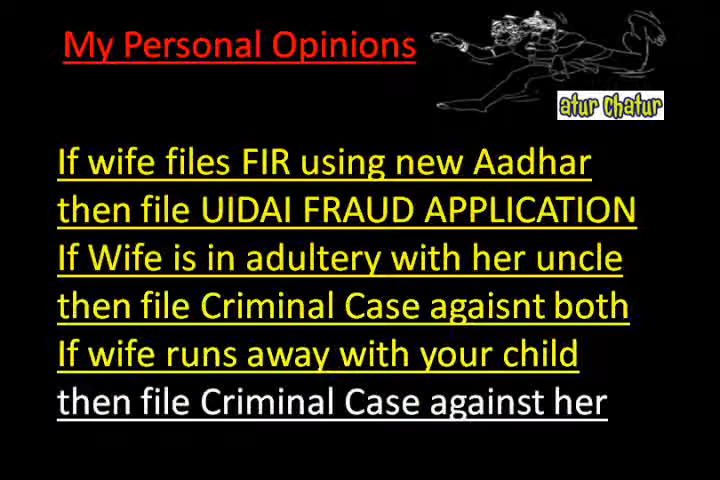 My Personal Opinions
atur chatur
If wife files FIR using new Aadhar
then file UIDAI FRAUD APPLICATION
If Wife is in adultery with her uncle
then file Criminal Case agaisnt both
If wife runs away with your child
then file Criminal Case against her